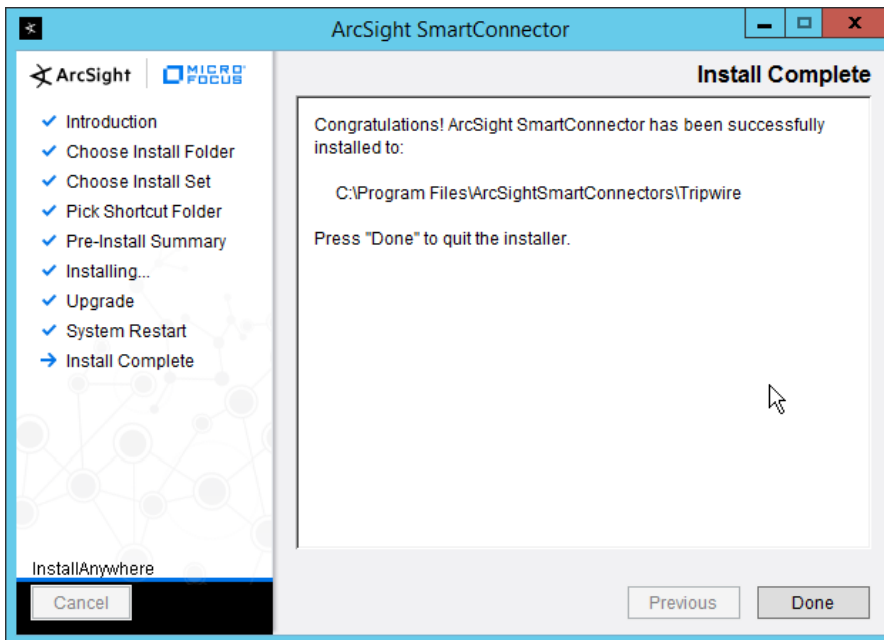 ArcSight SmartConnector
ArcSight
MICRO
FOCUS
Install Complete
Introduction
Choose Install Folder
Choose Install Set
Pick Shortcut Folder
Pre-Install Summary
Installing...
Upgrade
System Restart
Install Complete
Congratulations! ArcSight SmartConnector has been successfully
installed to:
C:\Program Files\ArcSightSmartConnectors\Tripwire
Press "Done" to quit the installer.
InstallAnywhere
Cancel
Previous
Done